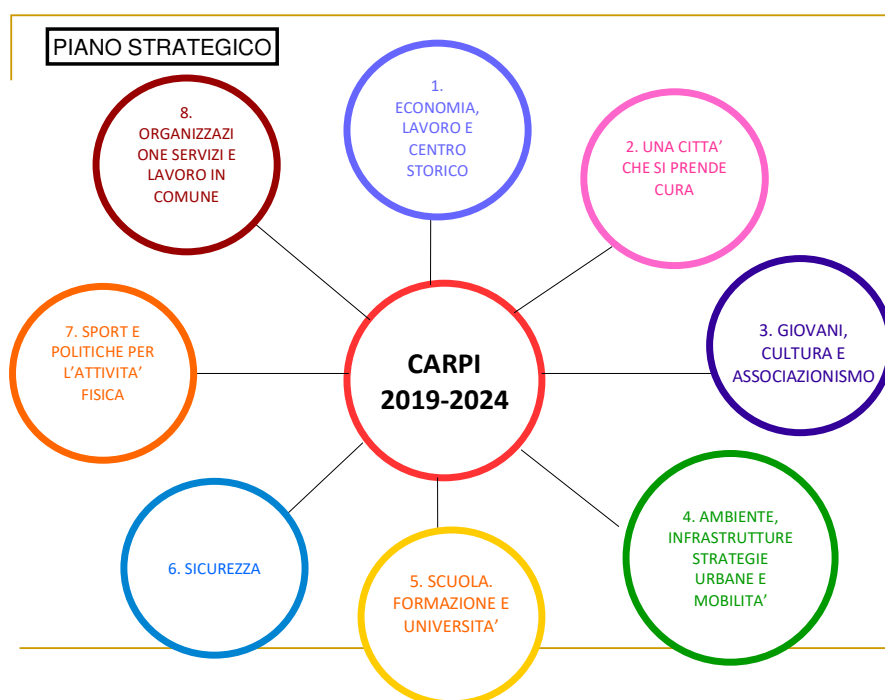 PIANO STRATEGICO
1.
ECONOMIA,
LAVORO E
CENTRO
STORICO
2. UNA CITTA’
CHE SI PRENDE
CURA
3. GIOVANI,
CULTURA E
ASSOCIAZIONISMO
4. AMBIENTE,
INFRASTRUTTURE
STRATEGIE
URBANE E
MOBILITA’
5. SCUOLA.
FORMAZIONE E
UNIVERSITA’
6. SICUREZZA
7. SPORT E
POLITICHE PER
L’ATTIVITA’
FISICA
8.
ORGANIZZAZI
ONE SERVIZI E
LAVORO IN
COMUNE
CARPI
2019-2024